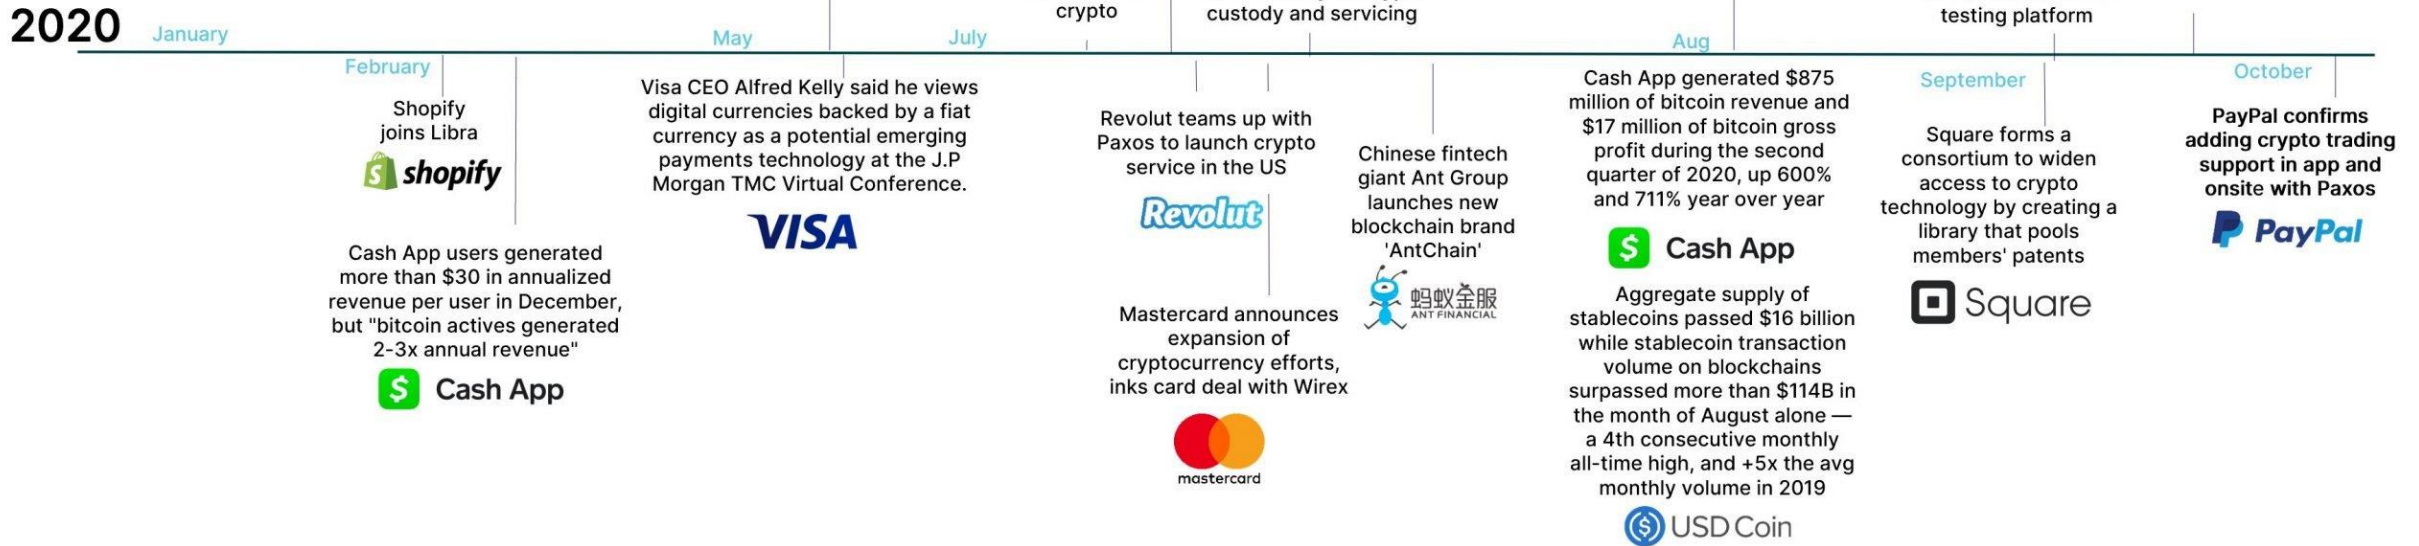 crypto
custody and servicing
testing platform
2020
January
May
July
Aug
February
September
October
Shopify
joins Libra
shopify
Cash App users generated
more than $30 in annualized
revenue per user in December,
but "bitcoin actives generated
2-3x annual revenue"
Cash App
Visa CEO Alfred Kelly said he views
digital currencies backed by a fiat
currency as a potential emerging
payments technology at the J.P
Morgan TMC Virtual Conference.
VISA
Revolut teams up with
Paxos to launch crypto
service in the US
Revolut
Mastercard announces
expansion of
cryptocurrency efforts,
inks card deal with Wirex
mastercard
Chinese fintech
giant Ant Group
launches new
blockchain brand
'AntChain'
蚂蚁金服
ANT FINANCIAL
Cash App generated $875
million of bitcoin revenue and
$17 million of bitcoin gross
profit during the second
quarter of 2020, up 600%
and 711% year over year
Cash App
Aggregate supply of
stablecoins passed $16 billion
while stablecoin transaction
volume on blockchains
surpassed more than $114B in
the month of August alone —
a 4th consecutive monthly
all-time high, and +5x the avg
monthly volume in 2019
USD Coin
Square forms a
consortium to widen
access to crypto
technology by creating a
library that pools
members' patents
Square
PayPal confirms
adding crypto trading
support in app and
onsite with Paxos
PayPal